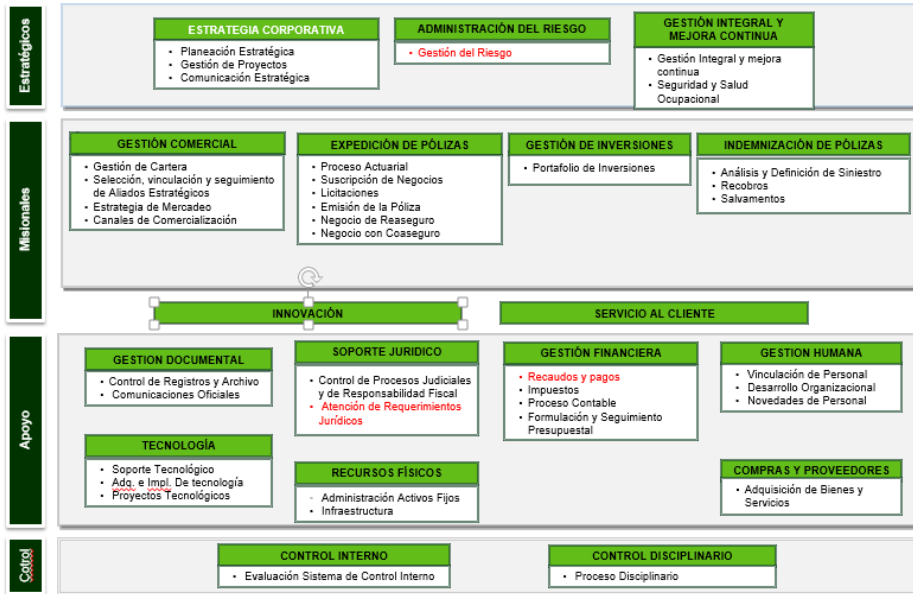 Estratégicos
ESTRATEGIA CORPORATIVA
• Planeación Estratégica
• Gestión de Proyectos
• Comunicación Estratégica
ADMINISTRACIÓN DEL RIESGO
• Gestión del Riesgo
GESTIÓN INTEGRAL Y
MEJORA CONTINUA
• Gestión Integral y mejora
continua
• Seguridad y Salud
Ocupacional
Misionales
GESTIÓN COMERCIAL
• Gestión de Cartera
• Selección, vinculación y seguimiento
de Aliados Estratégicos
• Estrategia de Mercadeo
• Canales de Comercialización
EXPEDICIÓN DE PÓLIZAS
• Proceso Actuarial
• Suscripción de Negocios
• Licitaciones
• Emisión de la Póliza
• Negocio de Reaseguro
• Negocio con Coaseguro
GESTIÓN DE INVERSIONES
• Portafolio de Inversiones
INDEMNIZACIÓN DE PÒLIZAS
• Análisis y Definición de Siniestro
• Recobros
• Salvamentos
INNOVACIÓN
SERVICIO AL CLIENTE
Apoyo
GESTION DOCUMENTAL
• Control de Registros y Archivo
• Comunicaciones Oficiales
SOPORTE JURIDICO
• Control de Procesos Judiciales
y de Responsabilidad Fiscal
• Atención de Requerimientos
Jurídicos
GESTIÓN FINANCIERA
• Recaudos y pagos
• Impuestos
• Proceso Contable
• Formulación y Seguimiento
Presupuestal
GESTION HUMANA
• Vinculación de Personal
• Desarrollo Organizacional
• Novedades de Personal
TECNOLOGÍA
• Soporte Tecnológico
• Adq. e Impl. De tecnología
• Proyectos Tecnológicos
RECURSOS FÍSICOS
- Administración Activos Fijos
• Infraestructura
COMPRAS Y PROVEEDORES
• Adquisición de Bienes y
Servicios
Cotrol
CONTROL INTERNO
• Evaluación Sistema de Control Interno
CONTROL DISCIPLINARIO
• Proceso Disciplinario